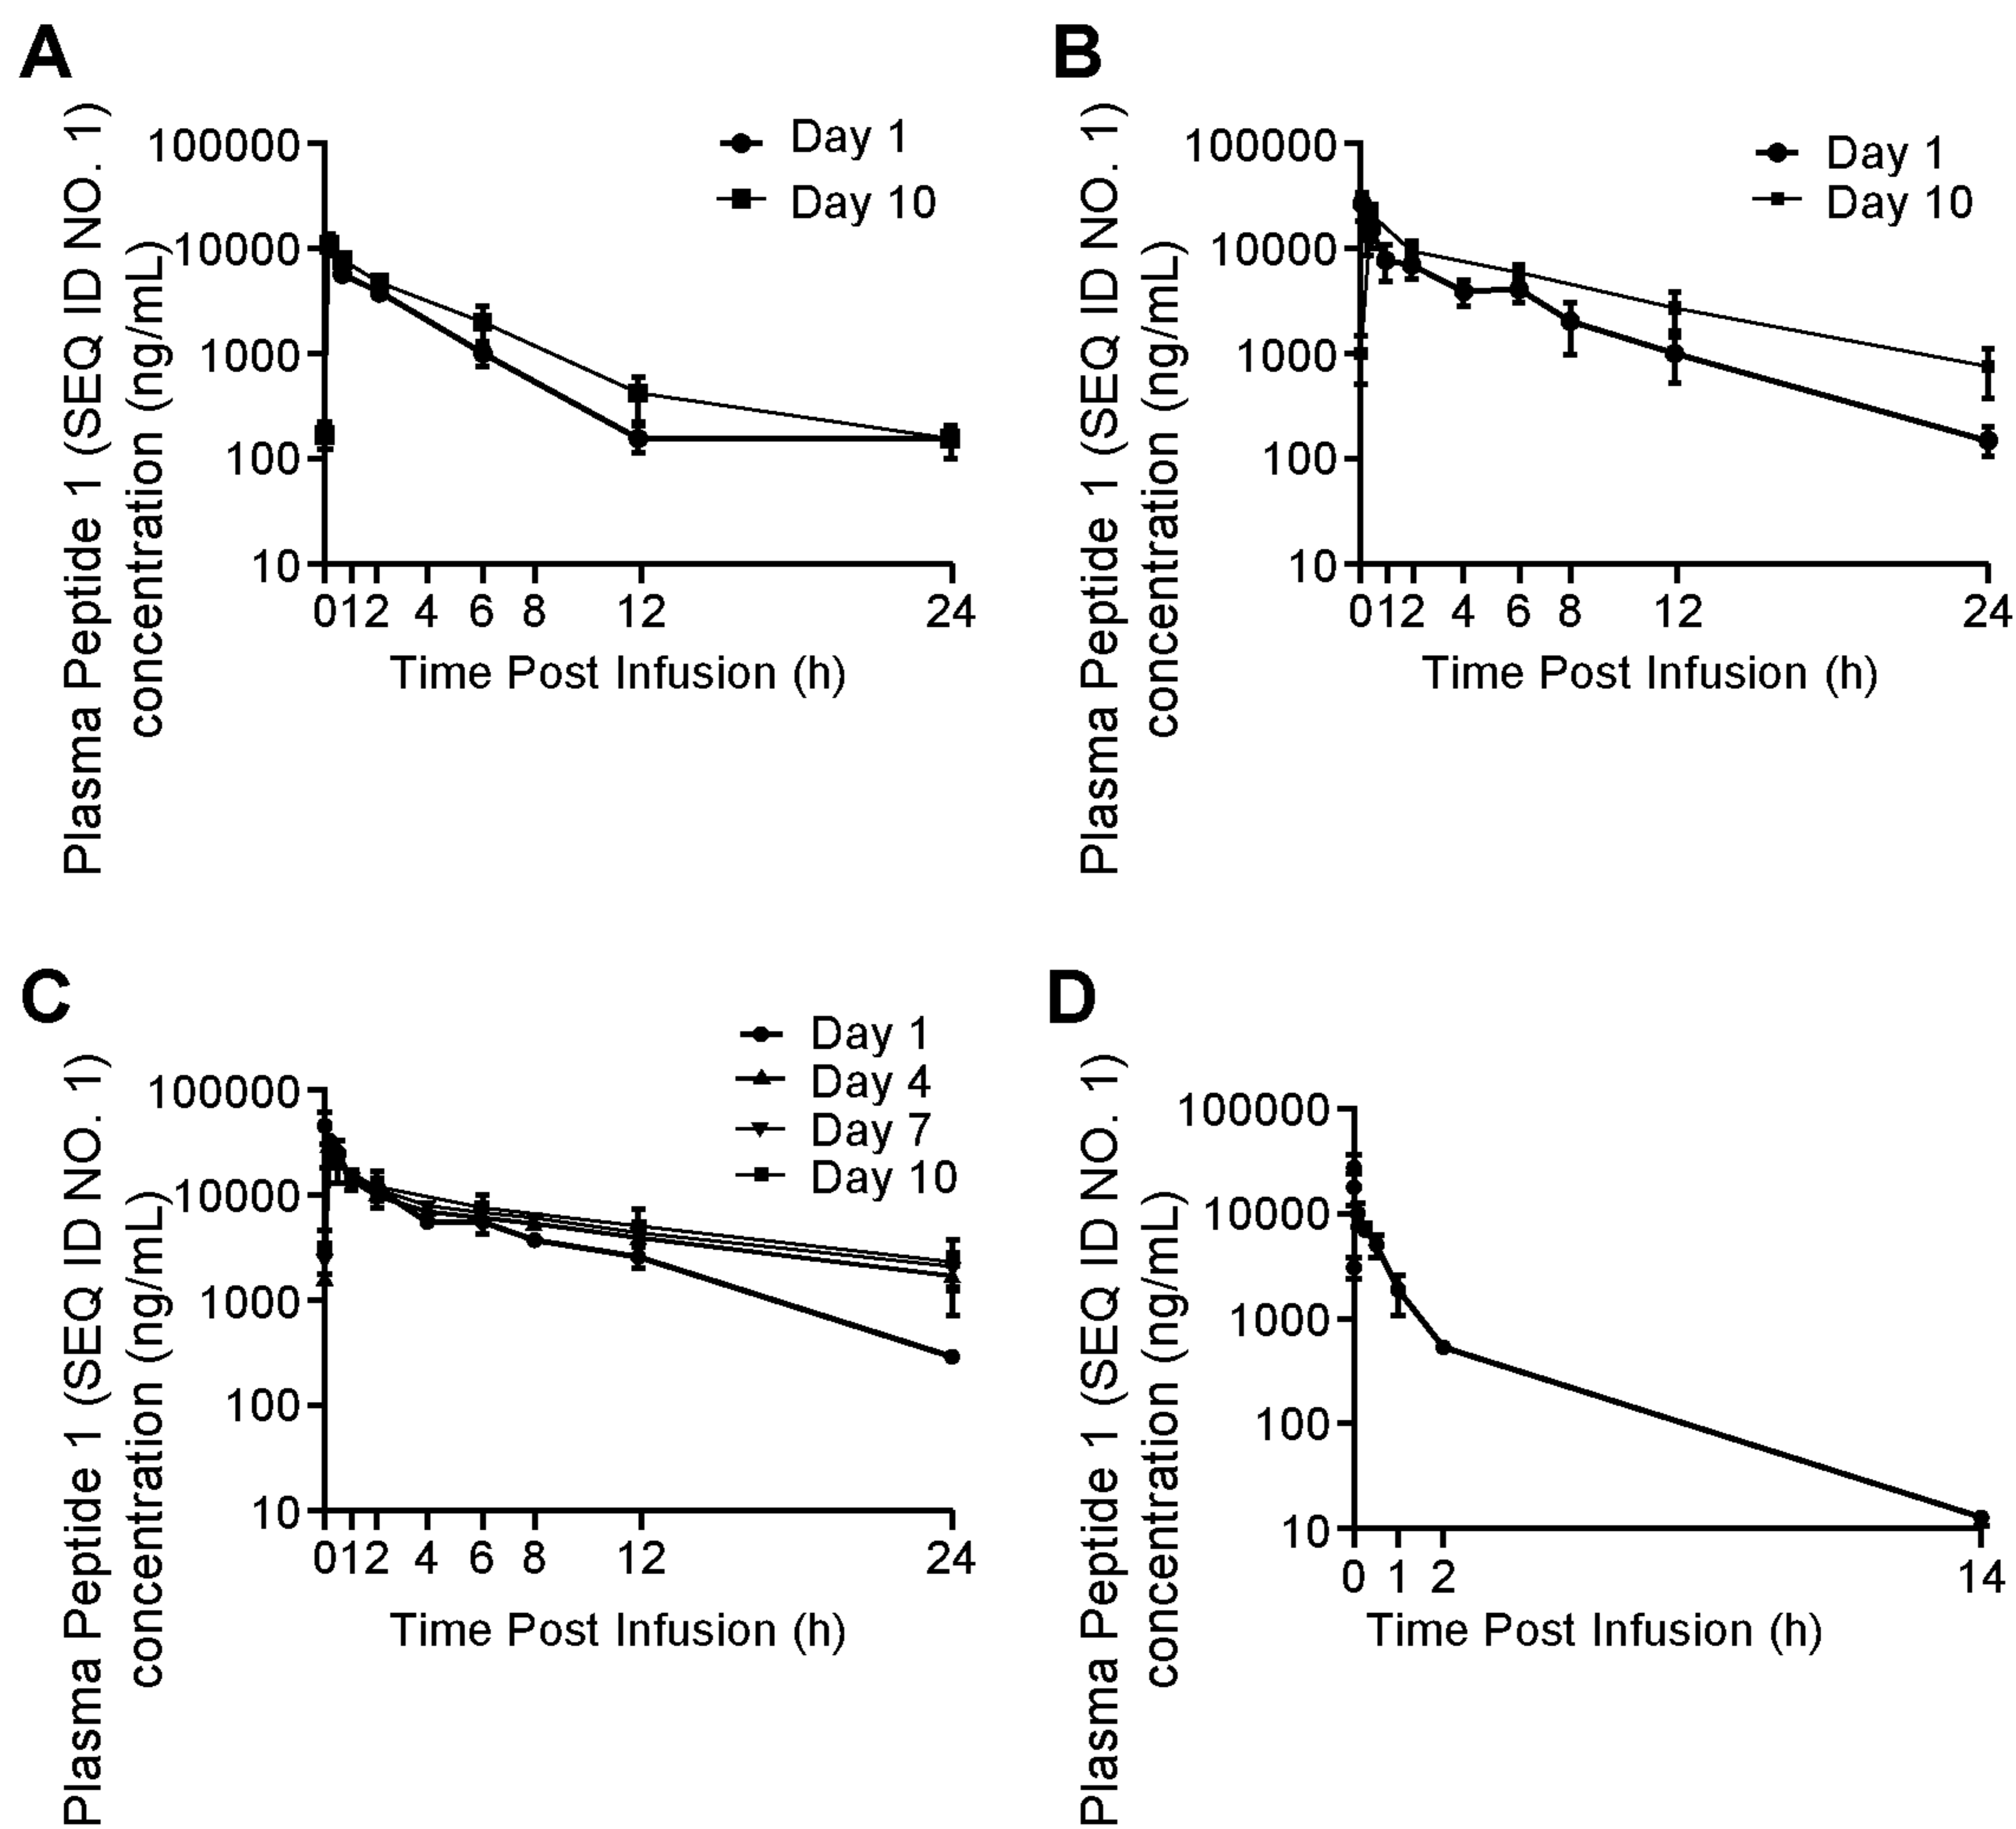 A
Plasma Peptide 1 (SEQ ID NO. 1)
concentration (ng/mL)
100000
10000
1000
100
10
0 1 2 4 6 8 12 24
Time Post Infusion (h)
Day 1
Day 10
B
Plasma Peptide 1 (SEQ ID NO. 1)
concentration (ng/mL)
100000
10000
1000
100
10
0 1 2 4 6 8 12 24
Time Post Infusion (h)
Day 1
Day 10
C
Plasma Peptide 1 (SEQ ID NO. 1)
concentration (ng/mL)
100000
10000
1000
100
10
0 1 2 4 6 8 12 24
Time Post Infusion (h)
Day 1
Day 4
Day 7
Day 10
D
Plasma Peptide 1 (SEQ ID NO. 1)
concentration (ng/mL)
100000
10000
1000
100
10
0 1 2 14
Time Post Infusion (h)